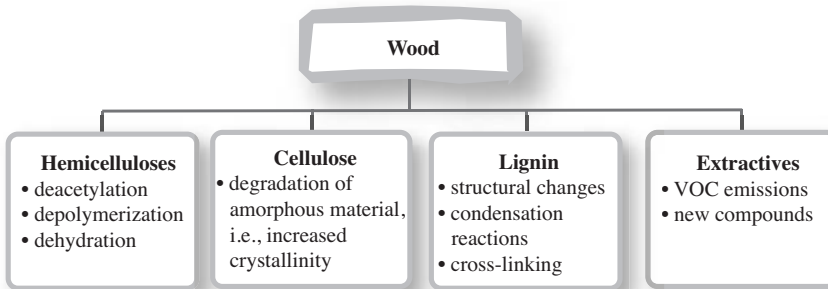 Wood
Hemicelluloses
• deacetylation
• depolymerization
• dehydration
Cellulose
• degradation of
amorphous material,
i.e., increased
crystallinity
Lignin
• structural changes
• condensation
reactions
• cross-linking
Extractives
• VOC emissions
• new compounds